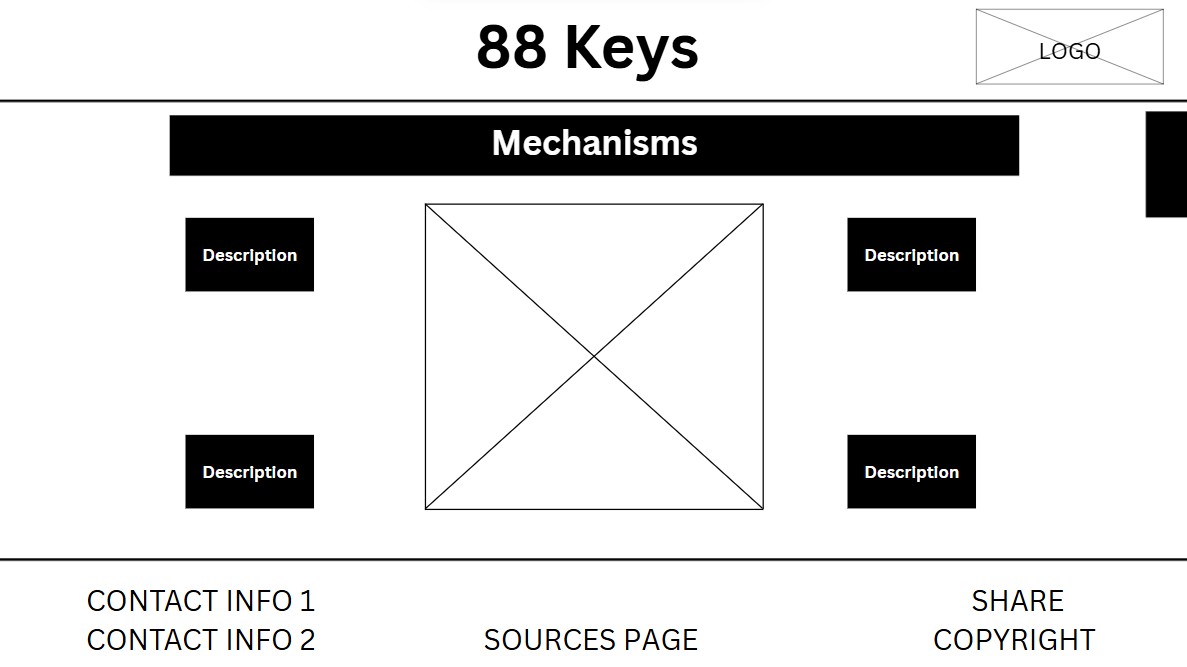 88 Keys
LOGO
Mechanisms
Description
Description
Description
Description
CONTACT INFO 1
CONTACT INFO 2
SOURCES PAGE
SHARE
COPYRIGHT